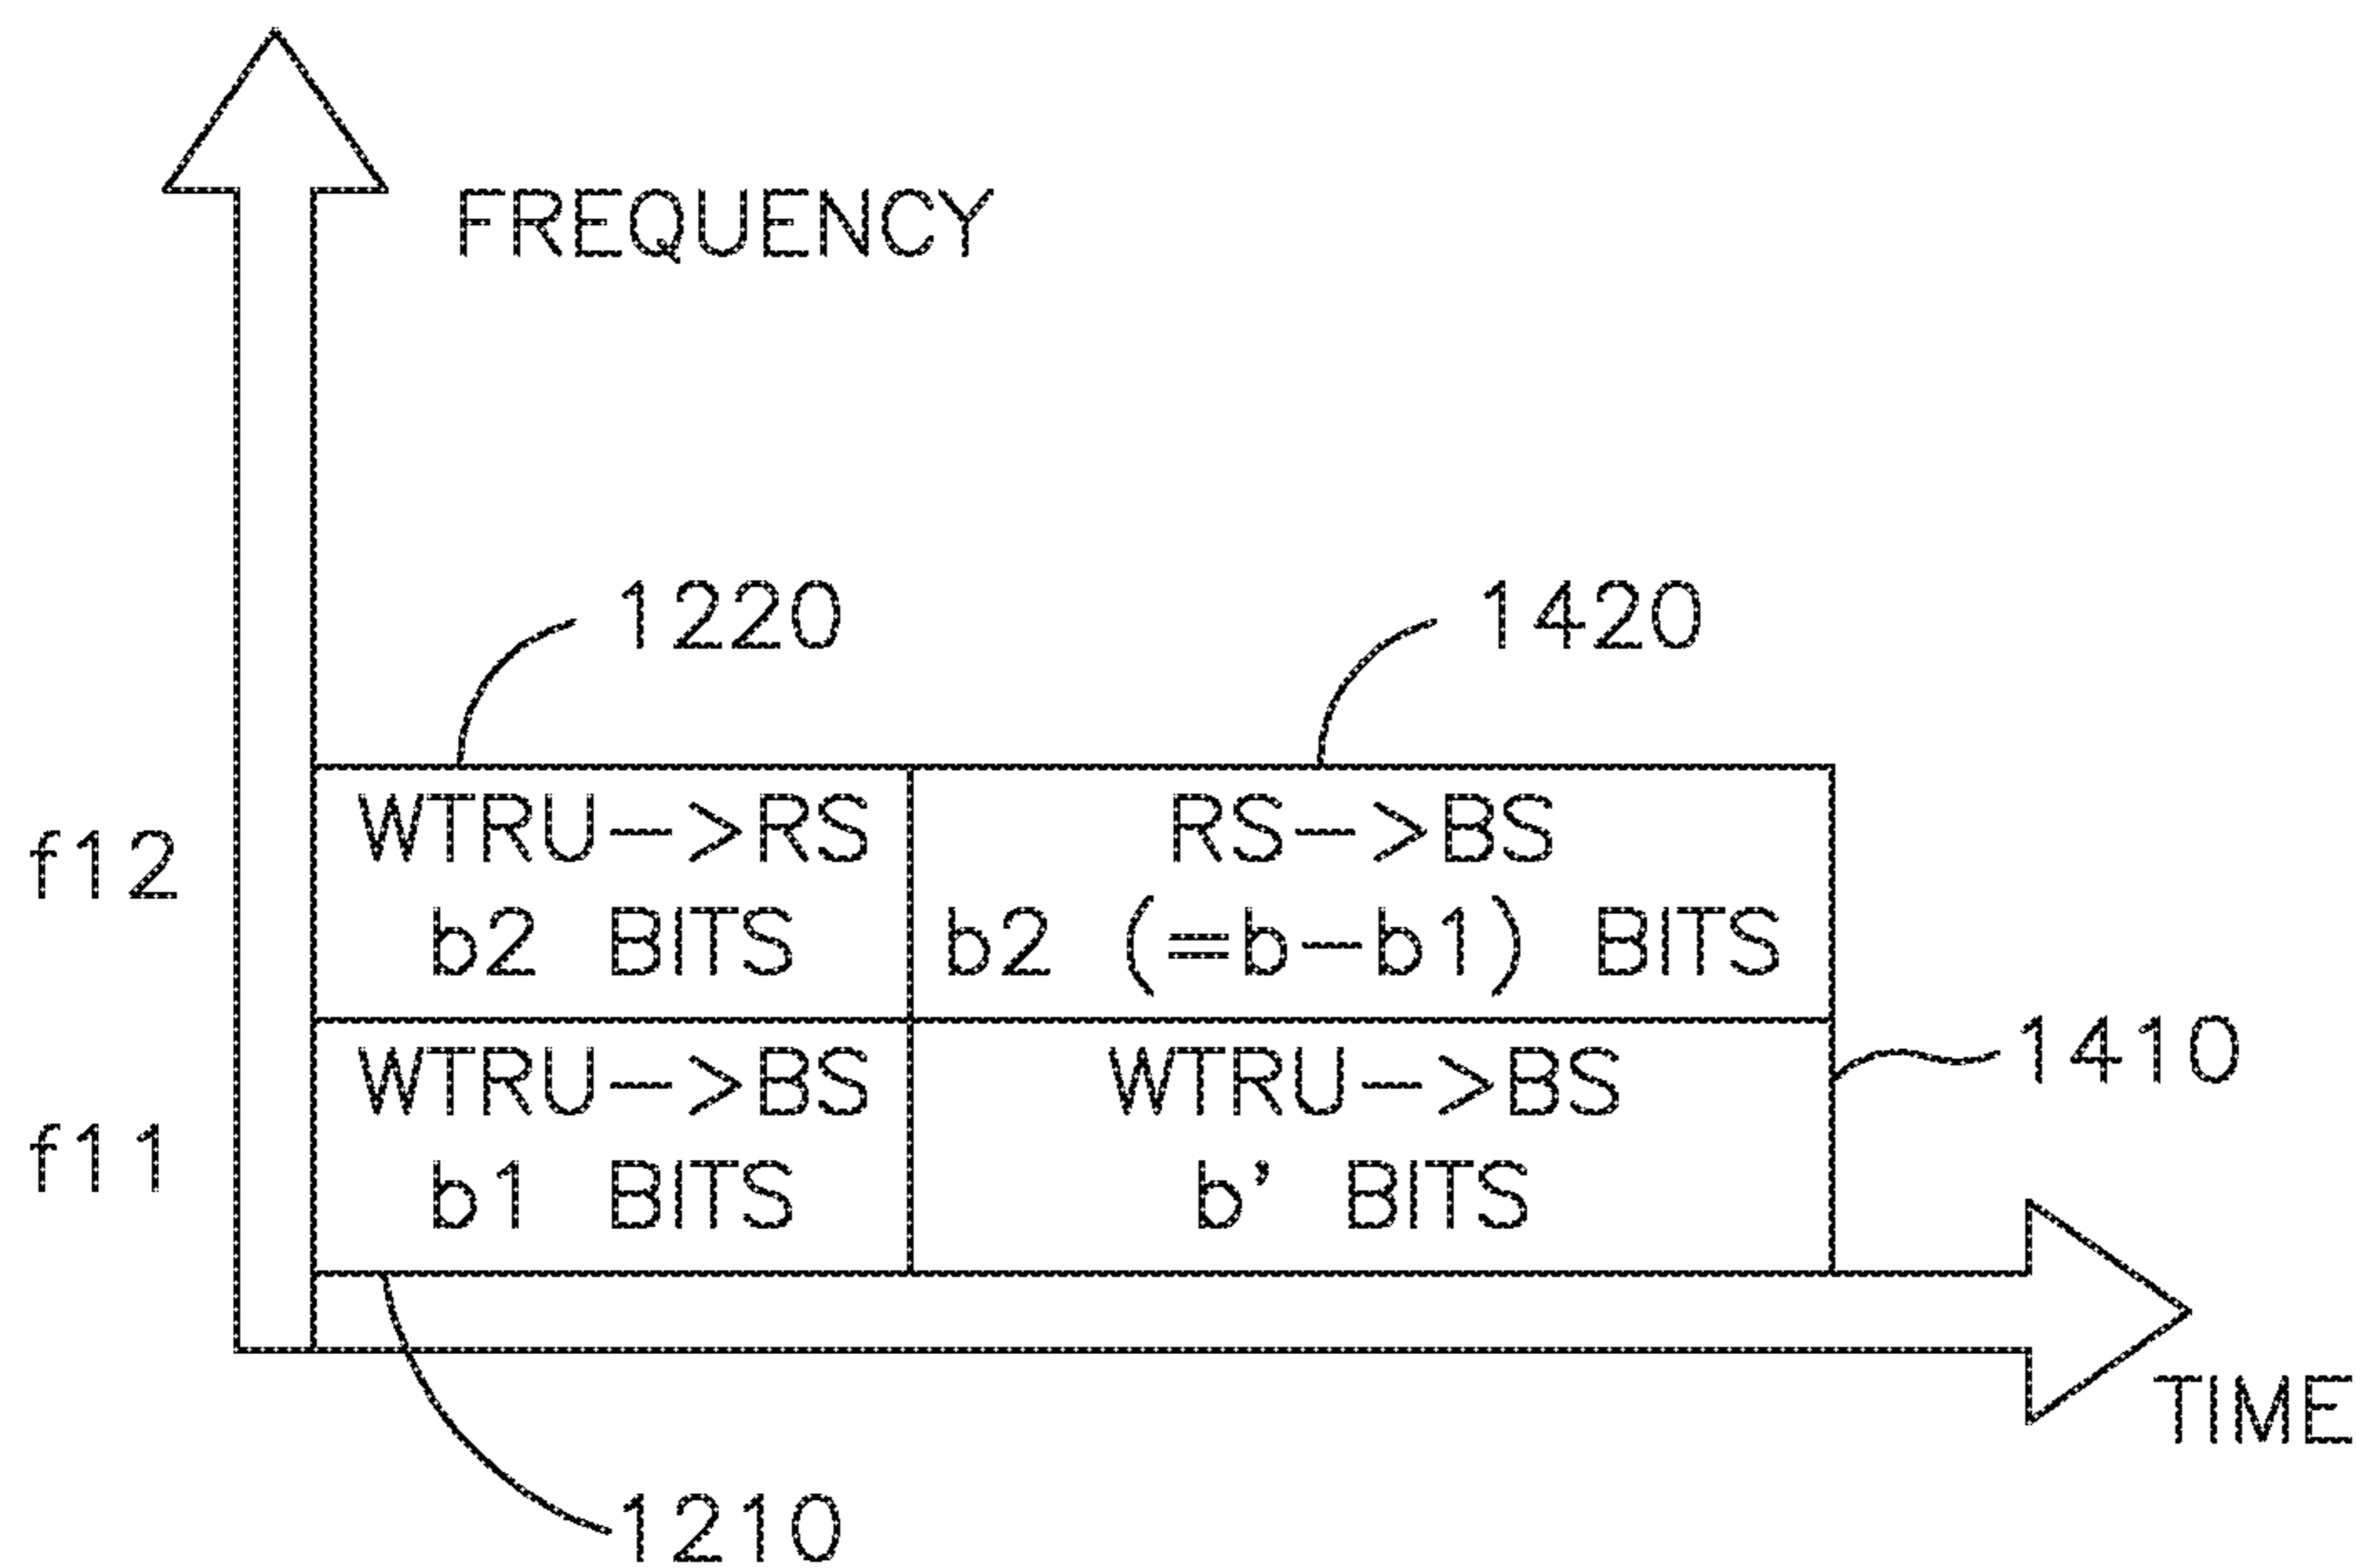 FREQUENCY
1220
1420
f12
WTRU->RS
b2 BITS
RS->BS
b2 (=b-b1) BITS
f11
WTRU->BS
b1 BITS
WTRU->BS
b' BITS
1410
TIME
1210